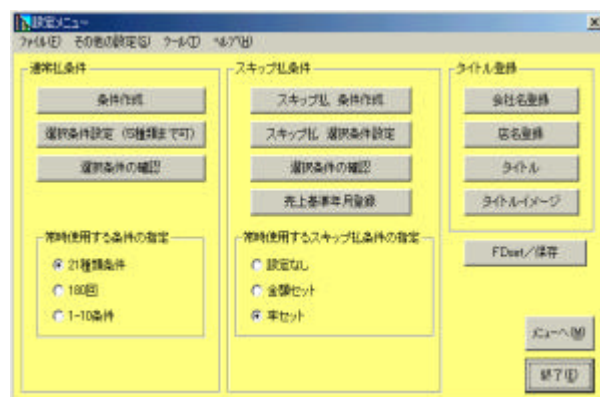 設定メニュー
ファイル(F) その他の設定(S) ツール(T) ヘルプ(H)
通常払条件
条件作成
選択条件設定 (5種類まで可)
選択条件の確認
常時使用する条件の指定
21種類条件
180回
1-10条件
スキップ払条件
スキップ払 条件作成
スキップ払 選択条件設定
選択条件の確認
売上基準年月登録
常時使用するスキップ払条件の指定
設定なし
金額セット
率セット
タイトル登録
会社名登録
店名登録
タイトル
タイトルイメージ
FDset/保存
メニューへ(M)
終了(E)